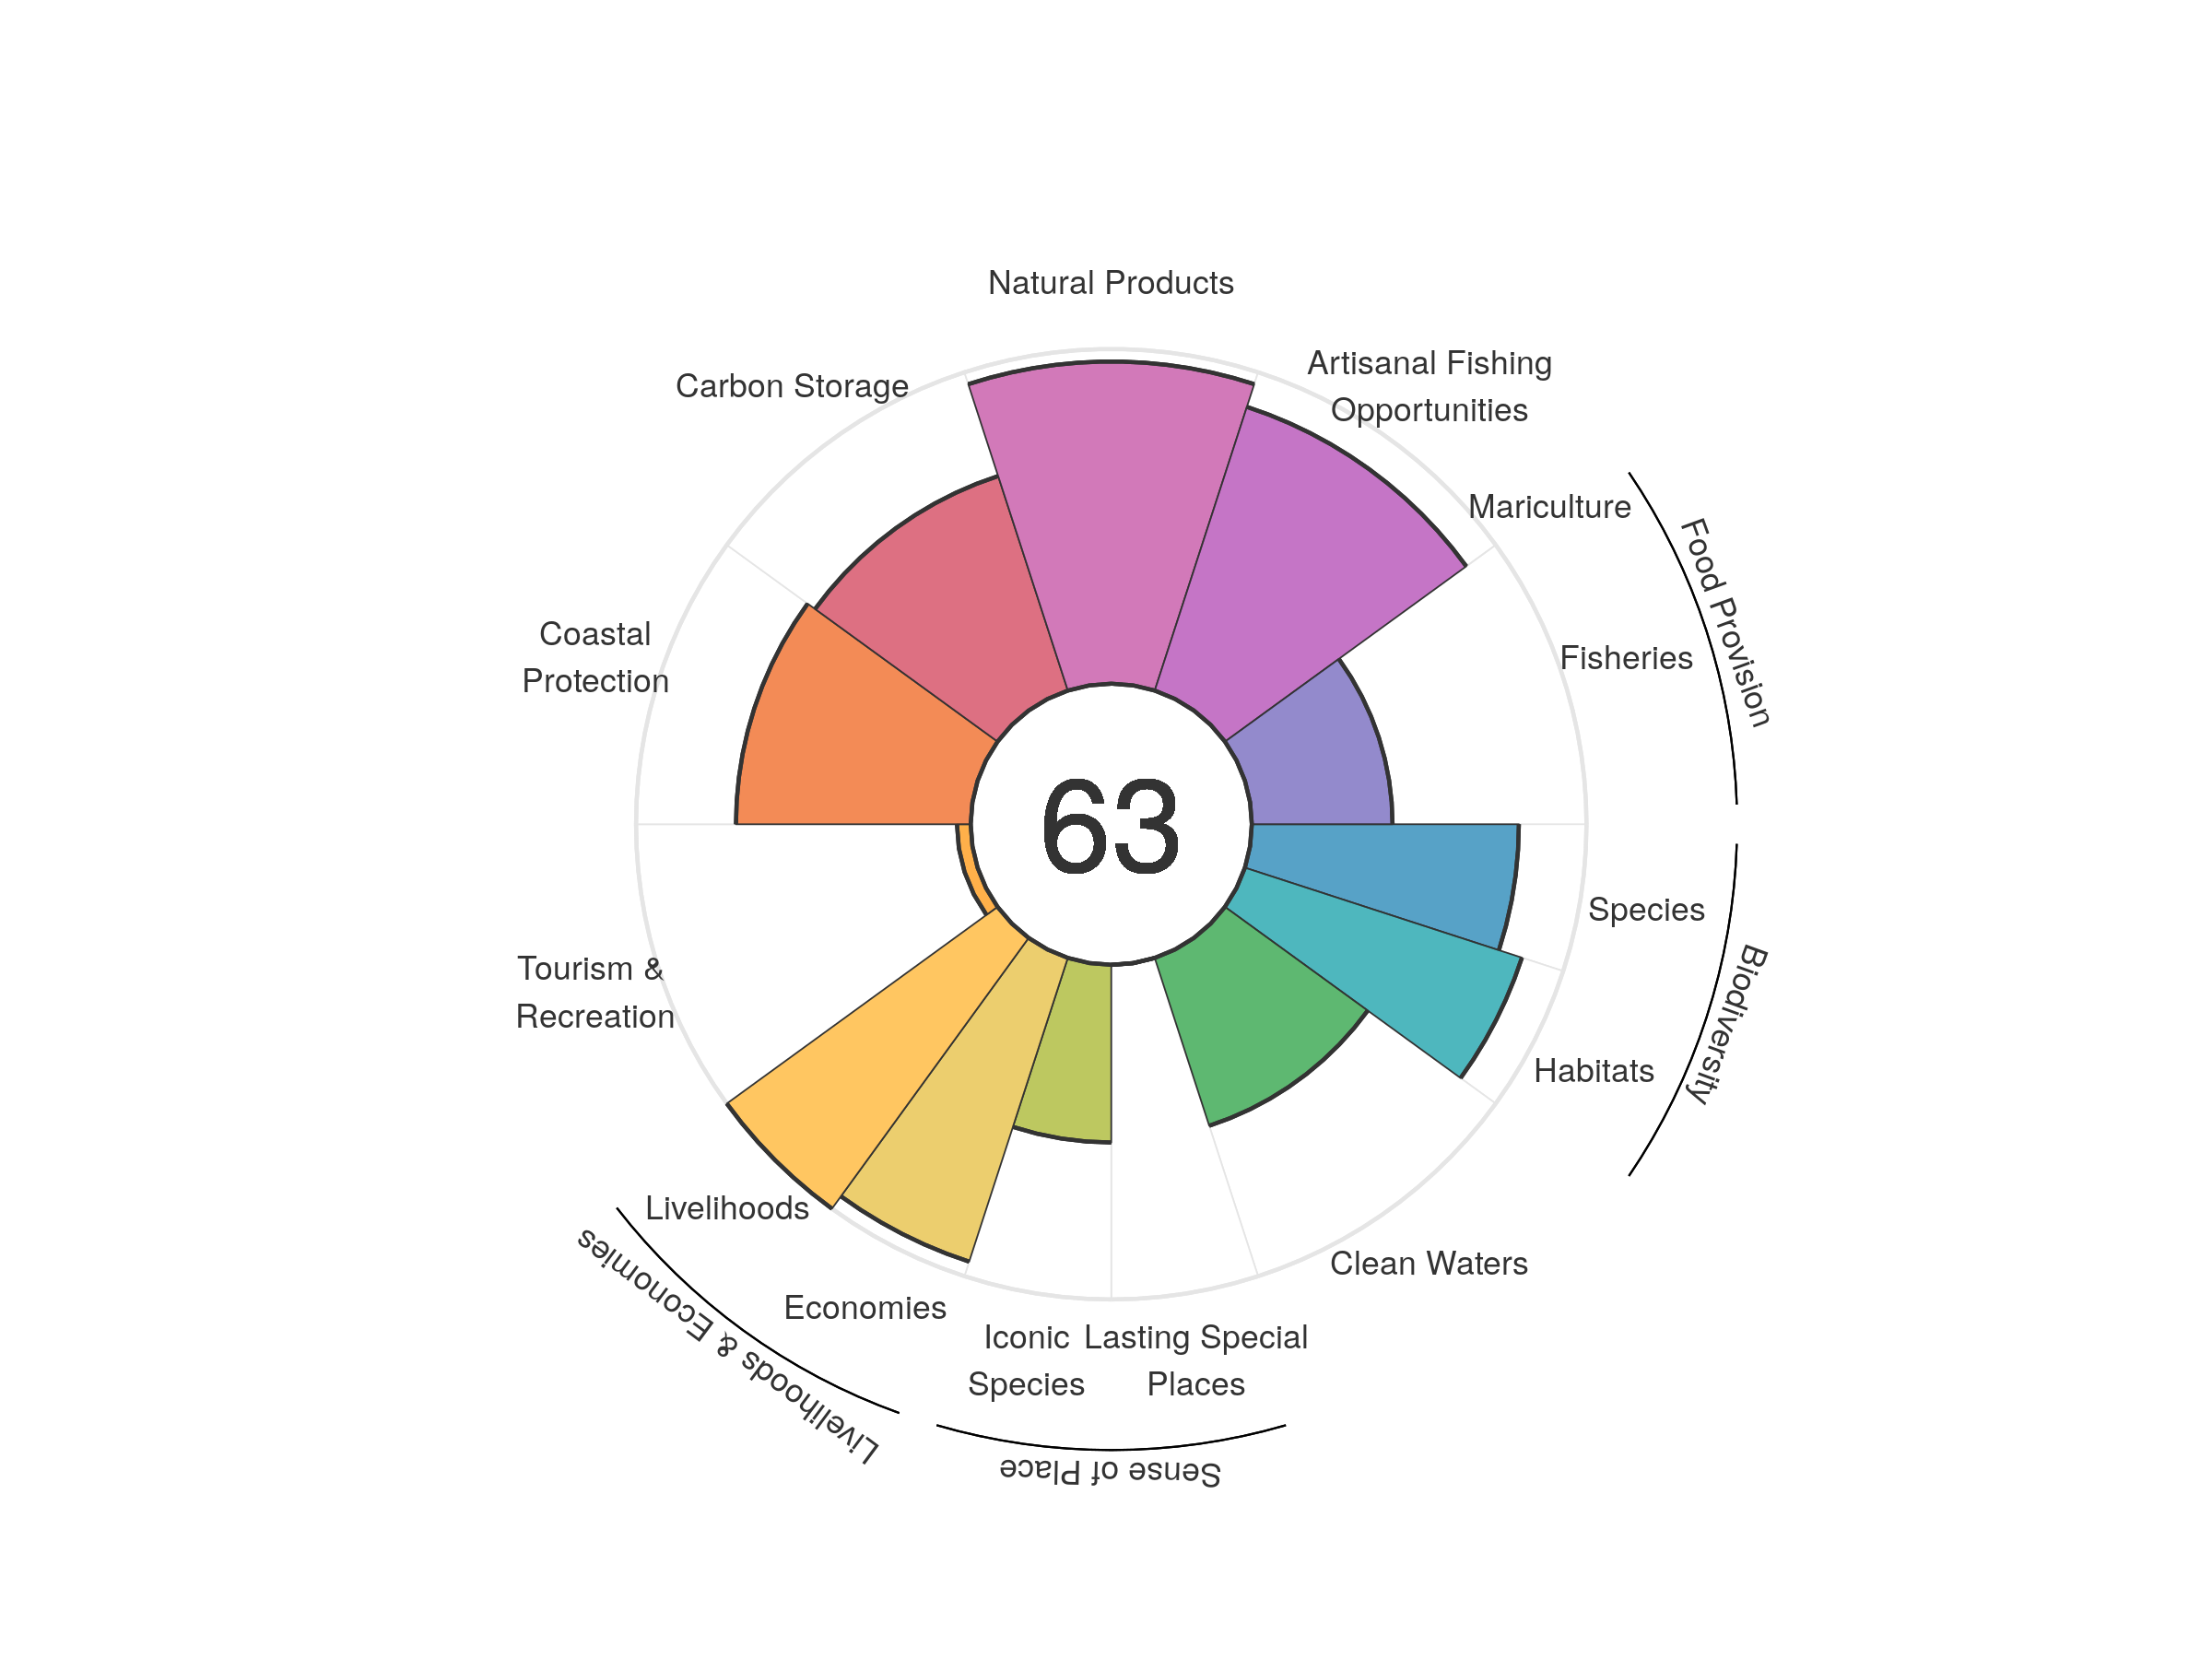 Natural Products
Artisanal Fishing
Opportunities
Carbon Storage
Mariculture
Food Provision
Fisheries
Coastal
Protection
63
Species
Biodiversity
Habitats
Tourism &
Recreation
Livelihoods
Clean Waters
Economies
Livelihoods & Economies
Iconic
Species
Lasting Special
Places
Sense of Place